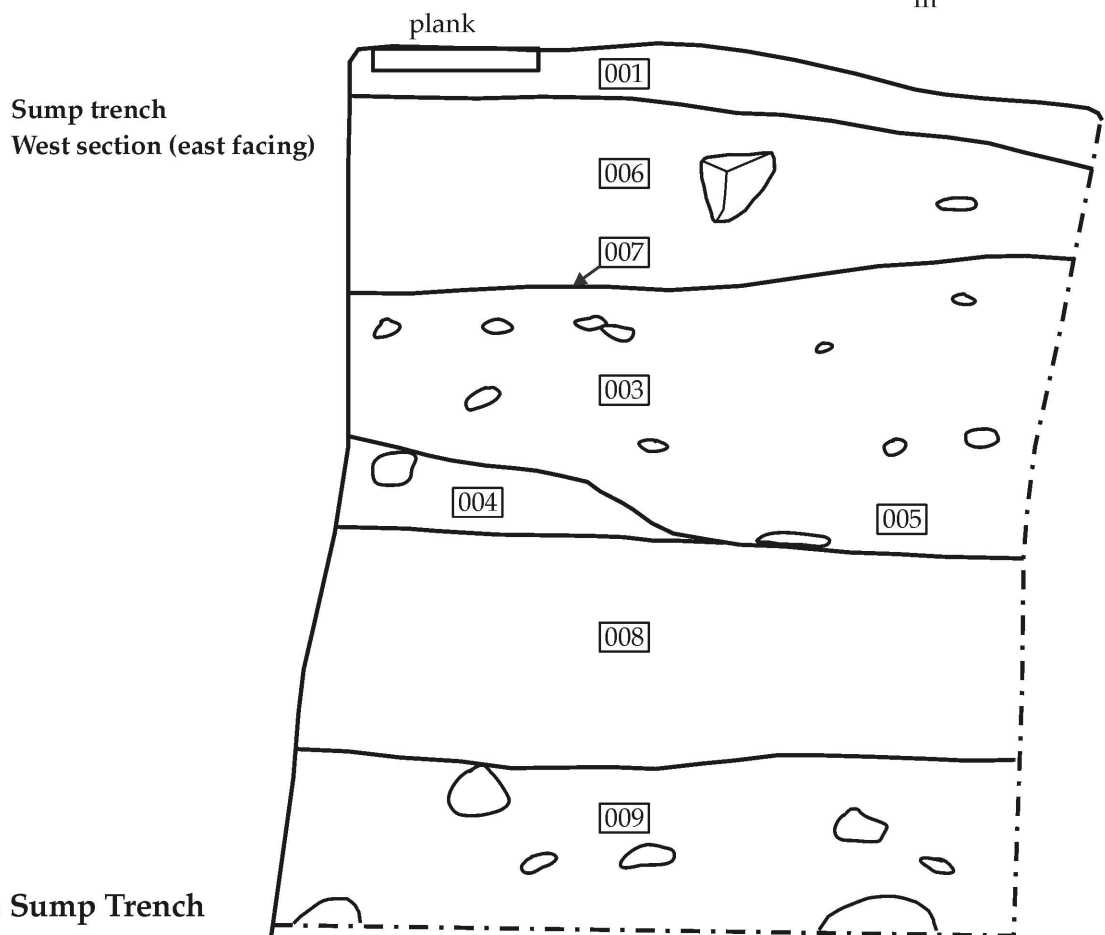 m
plank
001
Sump trench
West section (east facing)
006
007
003
004
005
008
009
Sump Trench